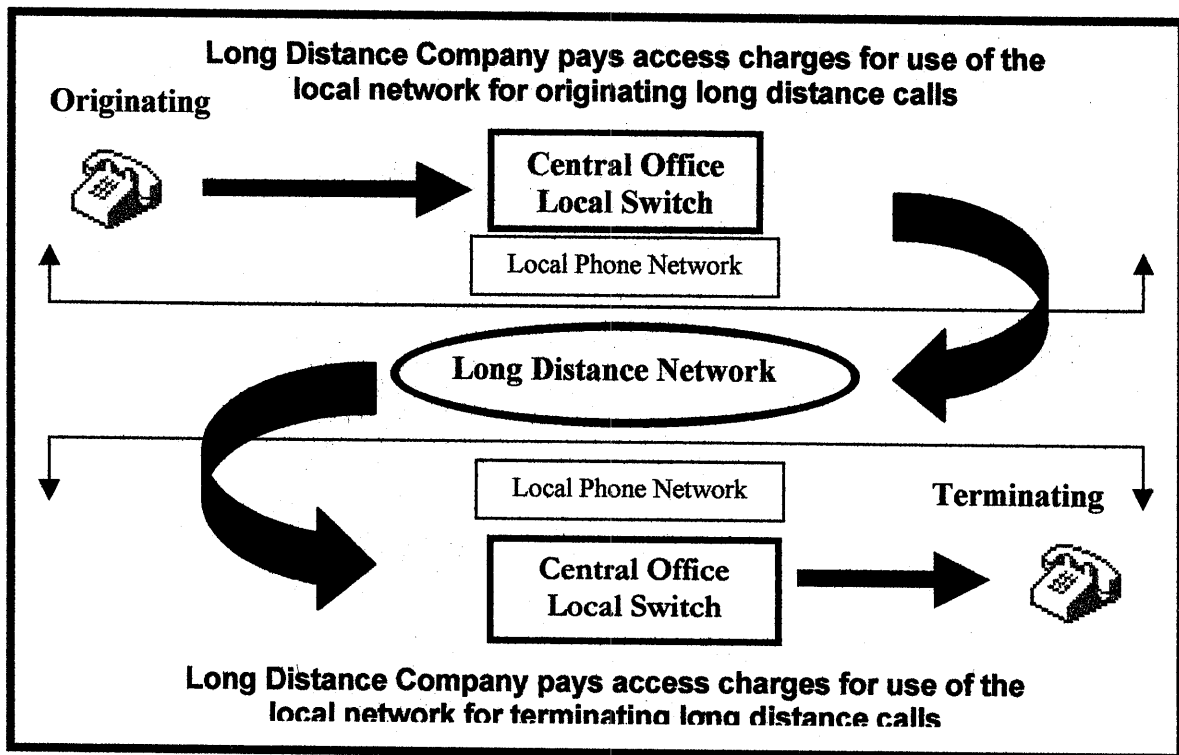 Long Distance Company pays access charges for use of the
local network for originating long distance calls
Originating
Central Office
Local Switch
Local Phone Network
Long Distance Network
Local Phone Network
Terminating
Central Office
Local Switch
Long Distance Company pays access charges for use of the
local network for terminating long distance calls